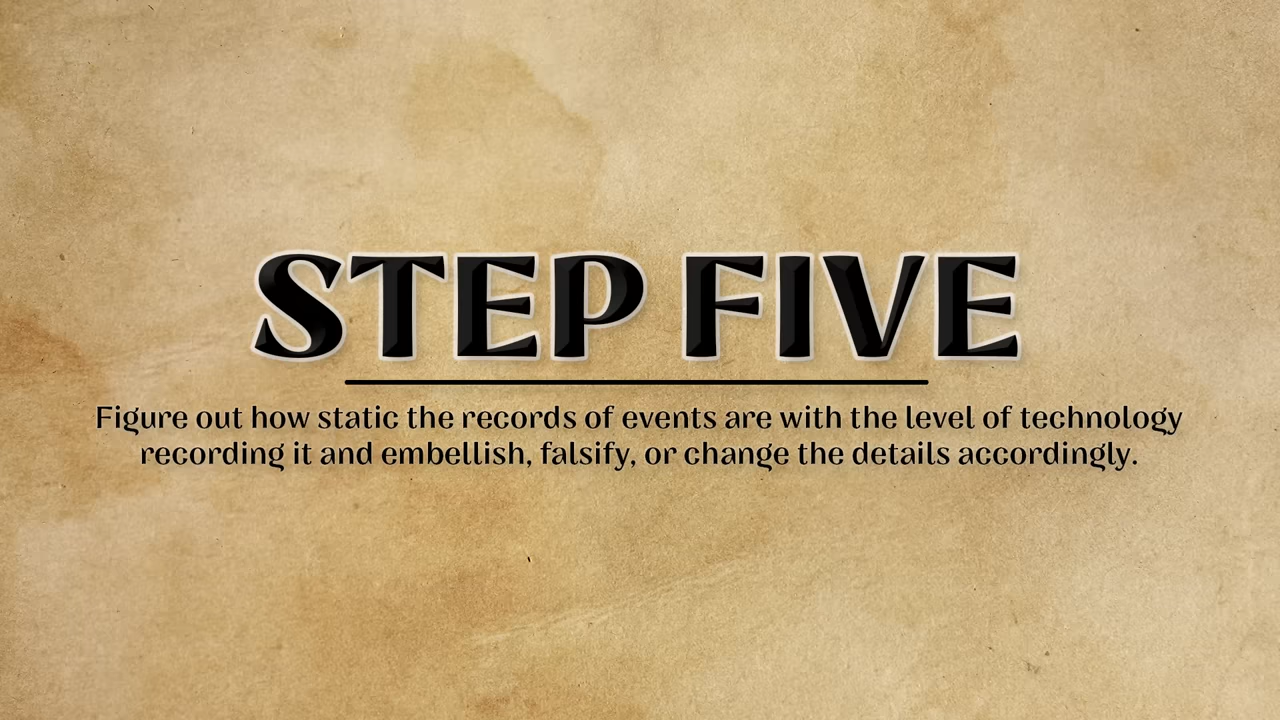 STEP FIVE
Figure out how static the records of events are with the level of technology
recording it and embellish, falsify, or change the details accordingly.